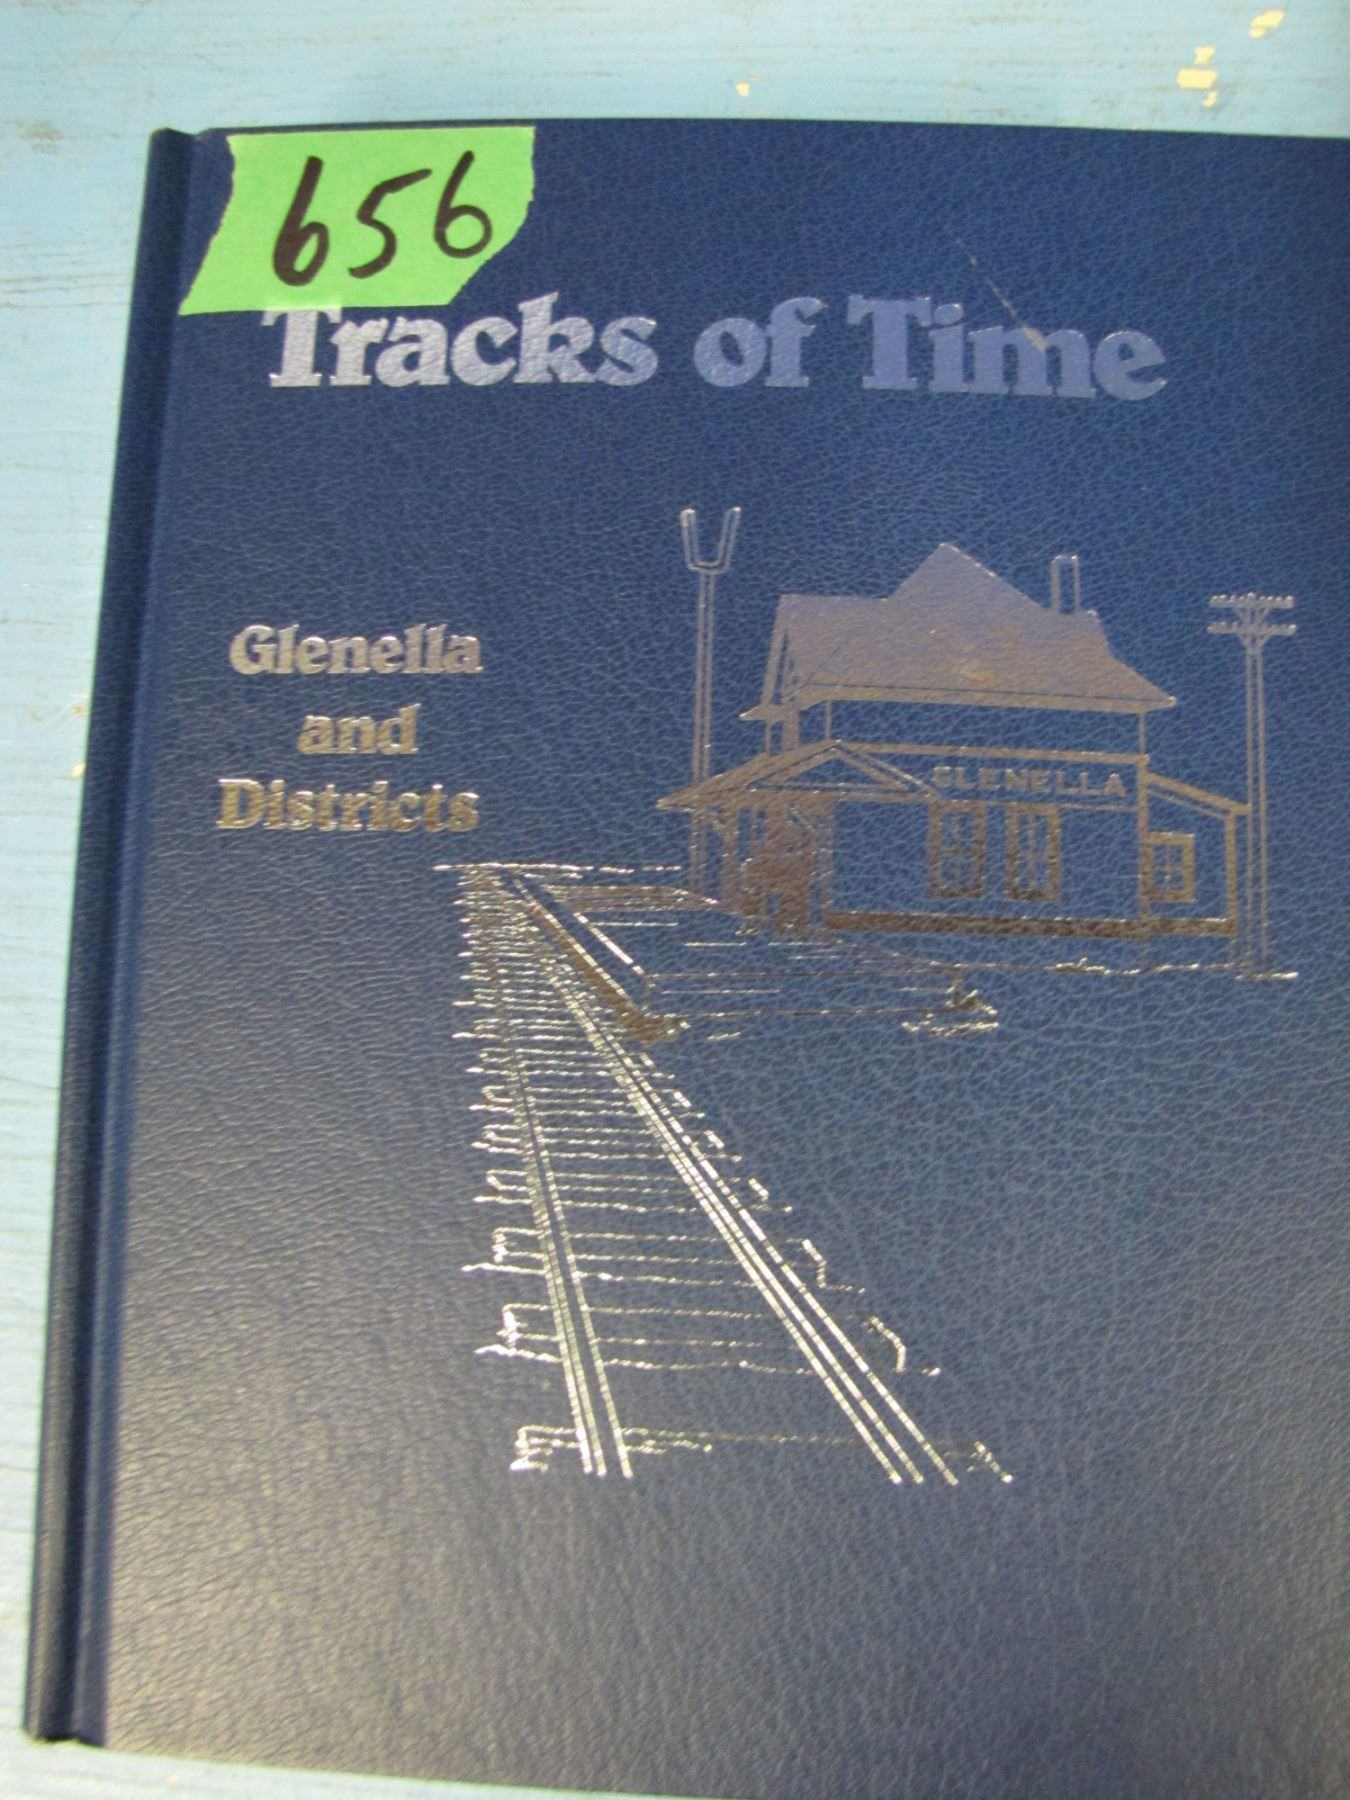 656
Tracks of Time
Glenella
and
Districts
GLENELLA